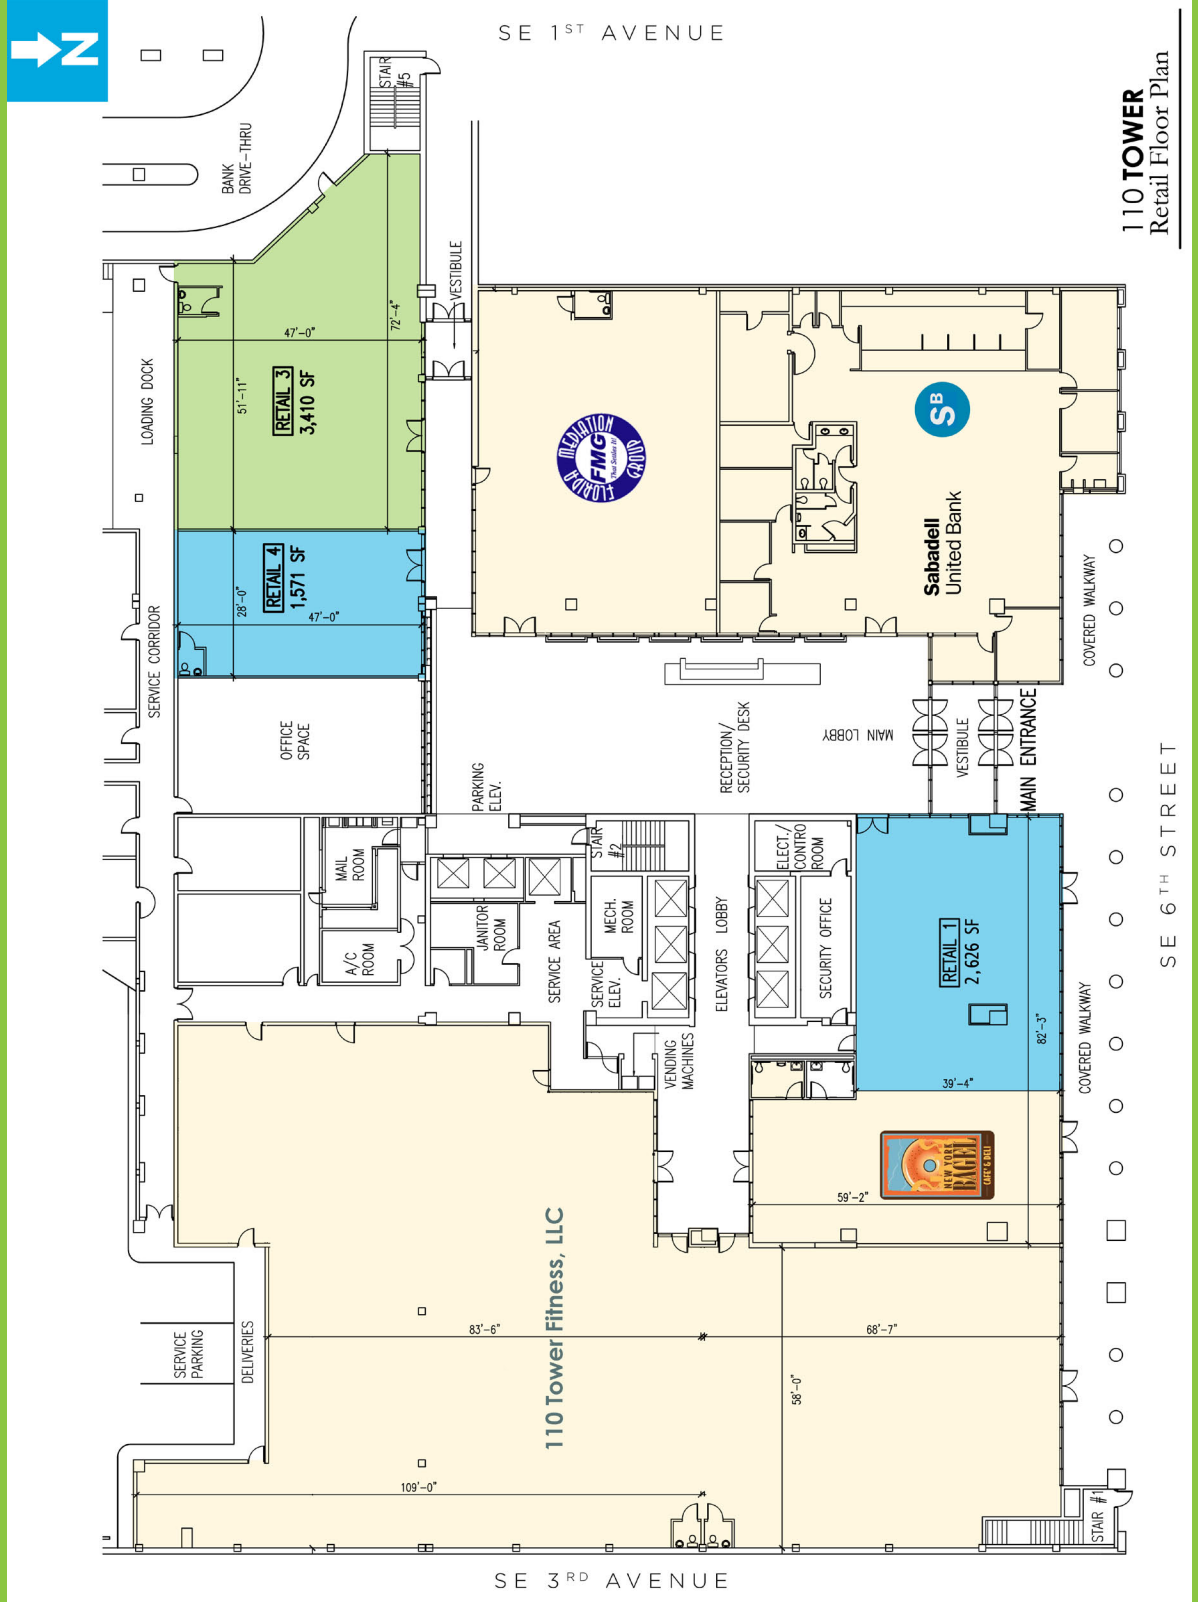 N
SE 1ST AVENUE
110 TOWER
Retail Floor Plan
STAIR
#5
BANK
DRIVE-THRU
VESTIBULE
LOADING DOCK
47'-0"
72'-4"
51'-11"
RETAIL 3
3,410 SF
FLORIDA MEDIATION GROUP
FMG
That Settles It!
SB
Sabadell
United Bank
RETAIL 4
1,571 SF
28'-0"
47'-0"
SERVICE CORRIDOR
COVERED WALKWAY
OFFICE
SPACE
PARKING
ELEV.
RECEPTION/
SECURITY DESK
MAIN LOBBY
VESTIBULE
MAIN ENTRANCE
SE 6TH STREET
MAIL
ROOM
STAIR
#2
ELECT./
CONTRO
ROOM
A/C
ROOM
JANITOR
ROOM
SERVICE AREA
MECH.
ROOM
SERVICE
ELEV.
ELEVATORS LOBBY
SECURITY OFFICE
RETAIL 1
2,626 SF
82'-3"
39'-4"
COVERED WALKWAY
VENDING
MACHINES
NEW YORK
BAGEL
CAFE' & DELI
59'-2"
110 Tower Fitness, LLC
83'-6"
68'-7"
58'-0"
SERVICE
PARKING
DELIVERIES
109'-0"
STAIR #1
SE 3RD AVENUE